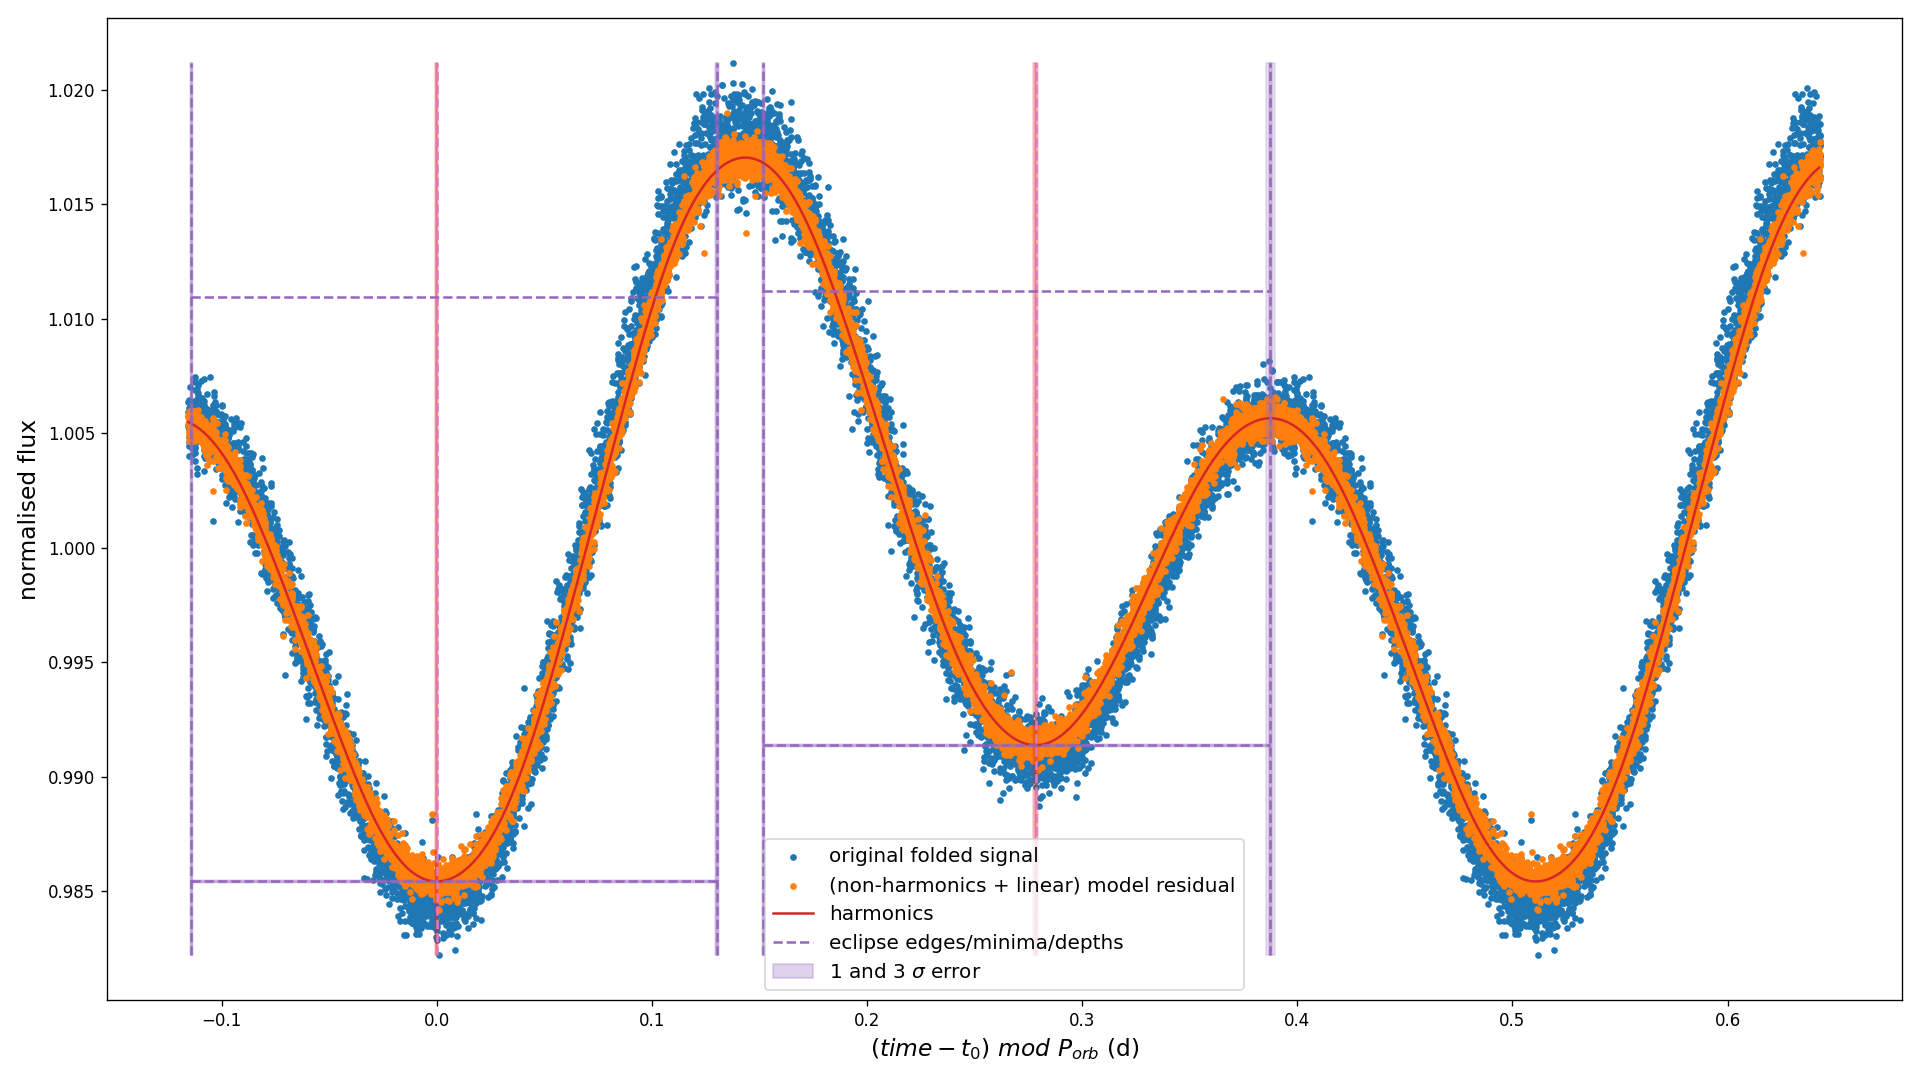 normalised flux
1.020
1.015
1.010
1.005
1.000
0.995
0.990
0.985
original folded signal
(non-harmonics + linear) model residual
harmonics
eclipse edges/minima/depths
1 and 3 σ error
−0.1 0.0 0.1 0.2 0.3 0.4 0.5 0.6
(time − t₀) mod P_orb (d)